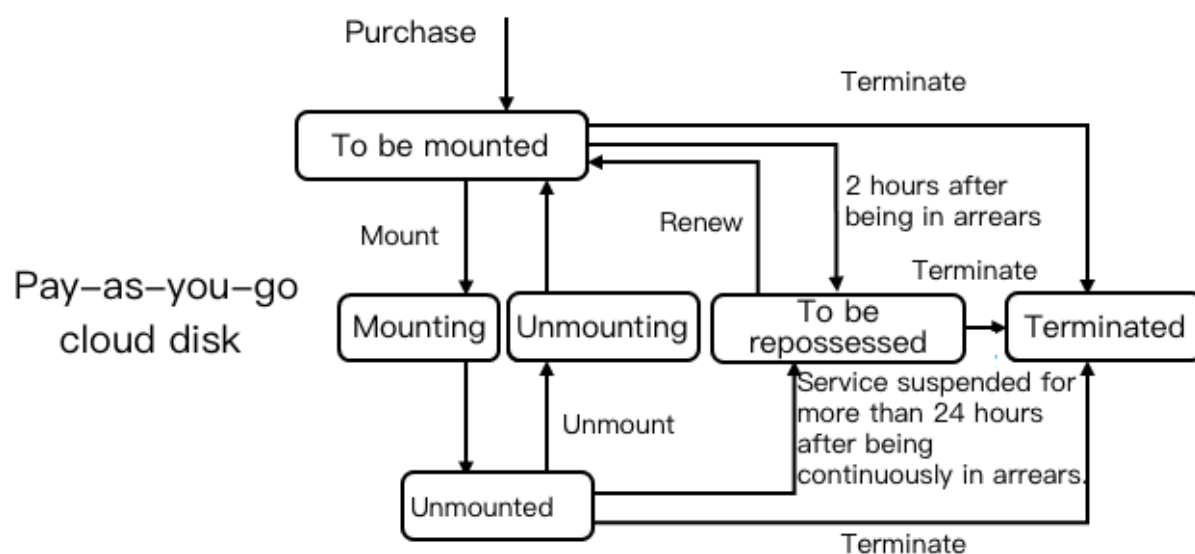 Purchase
Terminate
To be mounted
2 hours after
being in arrears
Renew
Mount
Terminate
Pay-as-you-go
cloud disk
Mounting
Unmounting
To be
repossessed
Terminated
Service suspended for
more than 24 hours
after being
continuously in arrears.
Unmount
Unmounted
Terminate